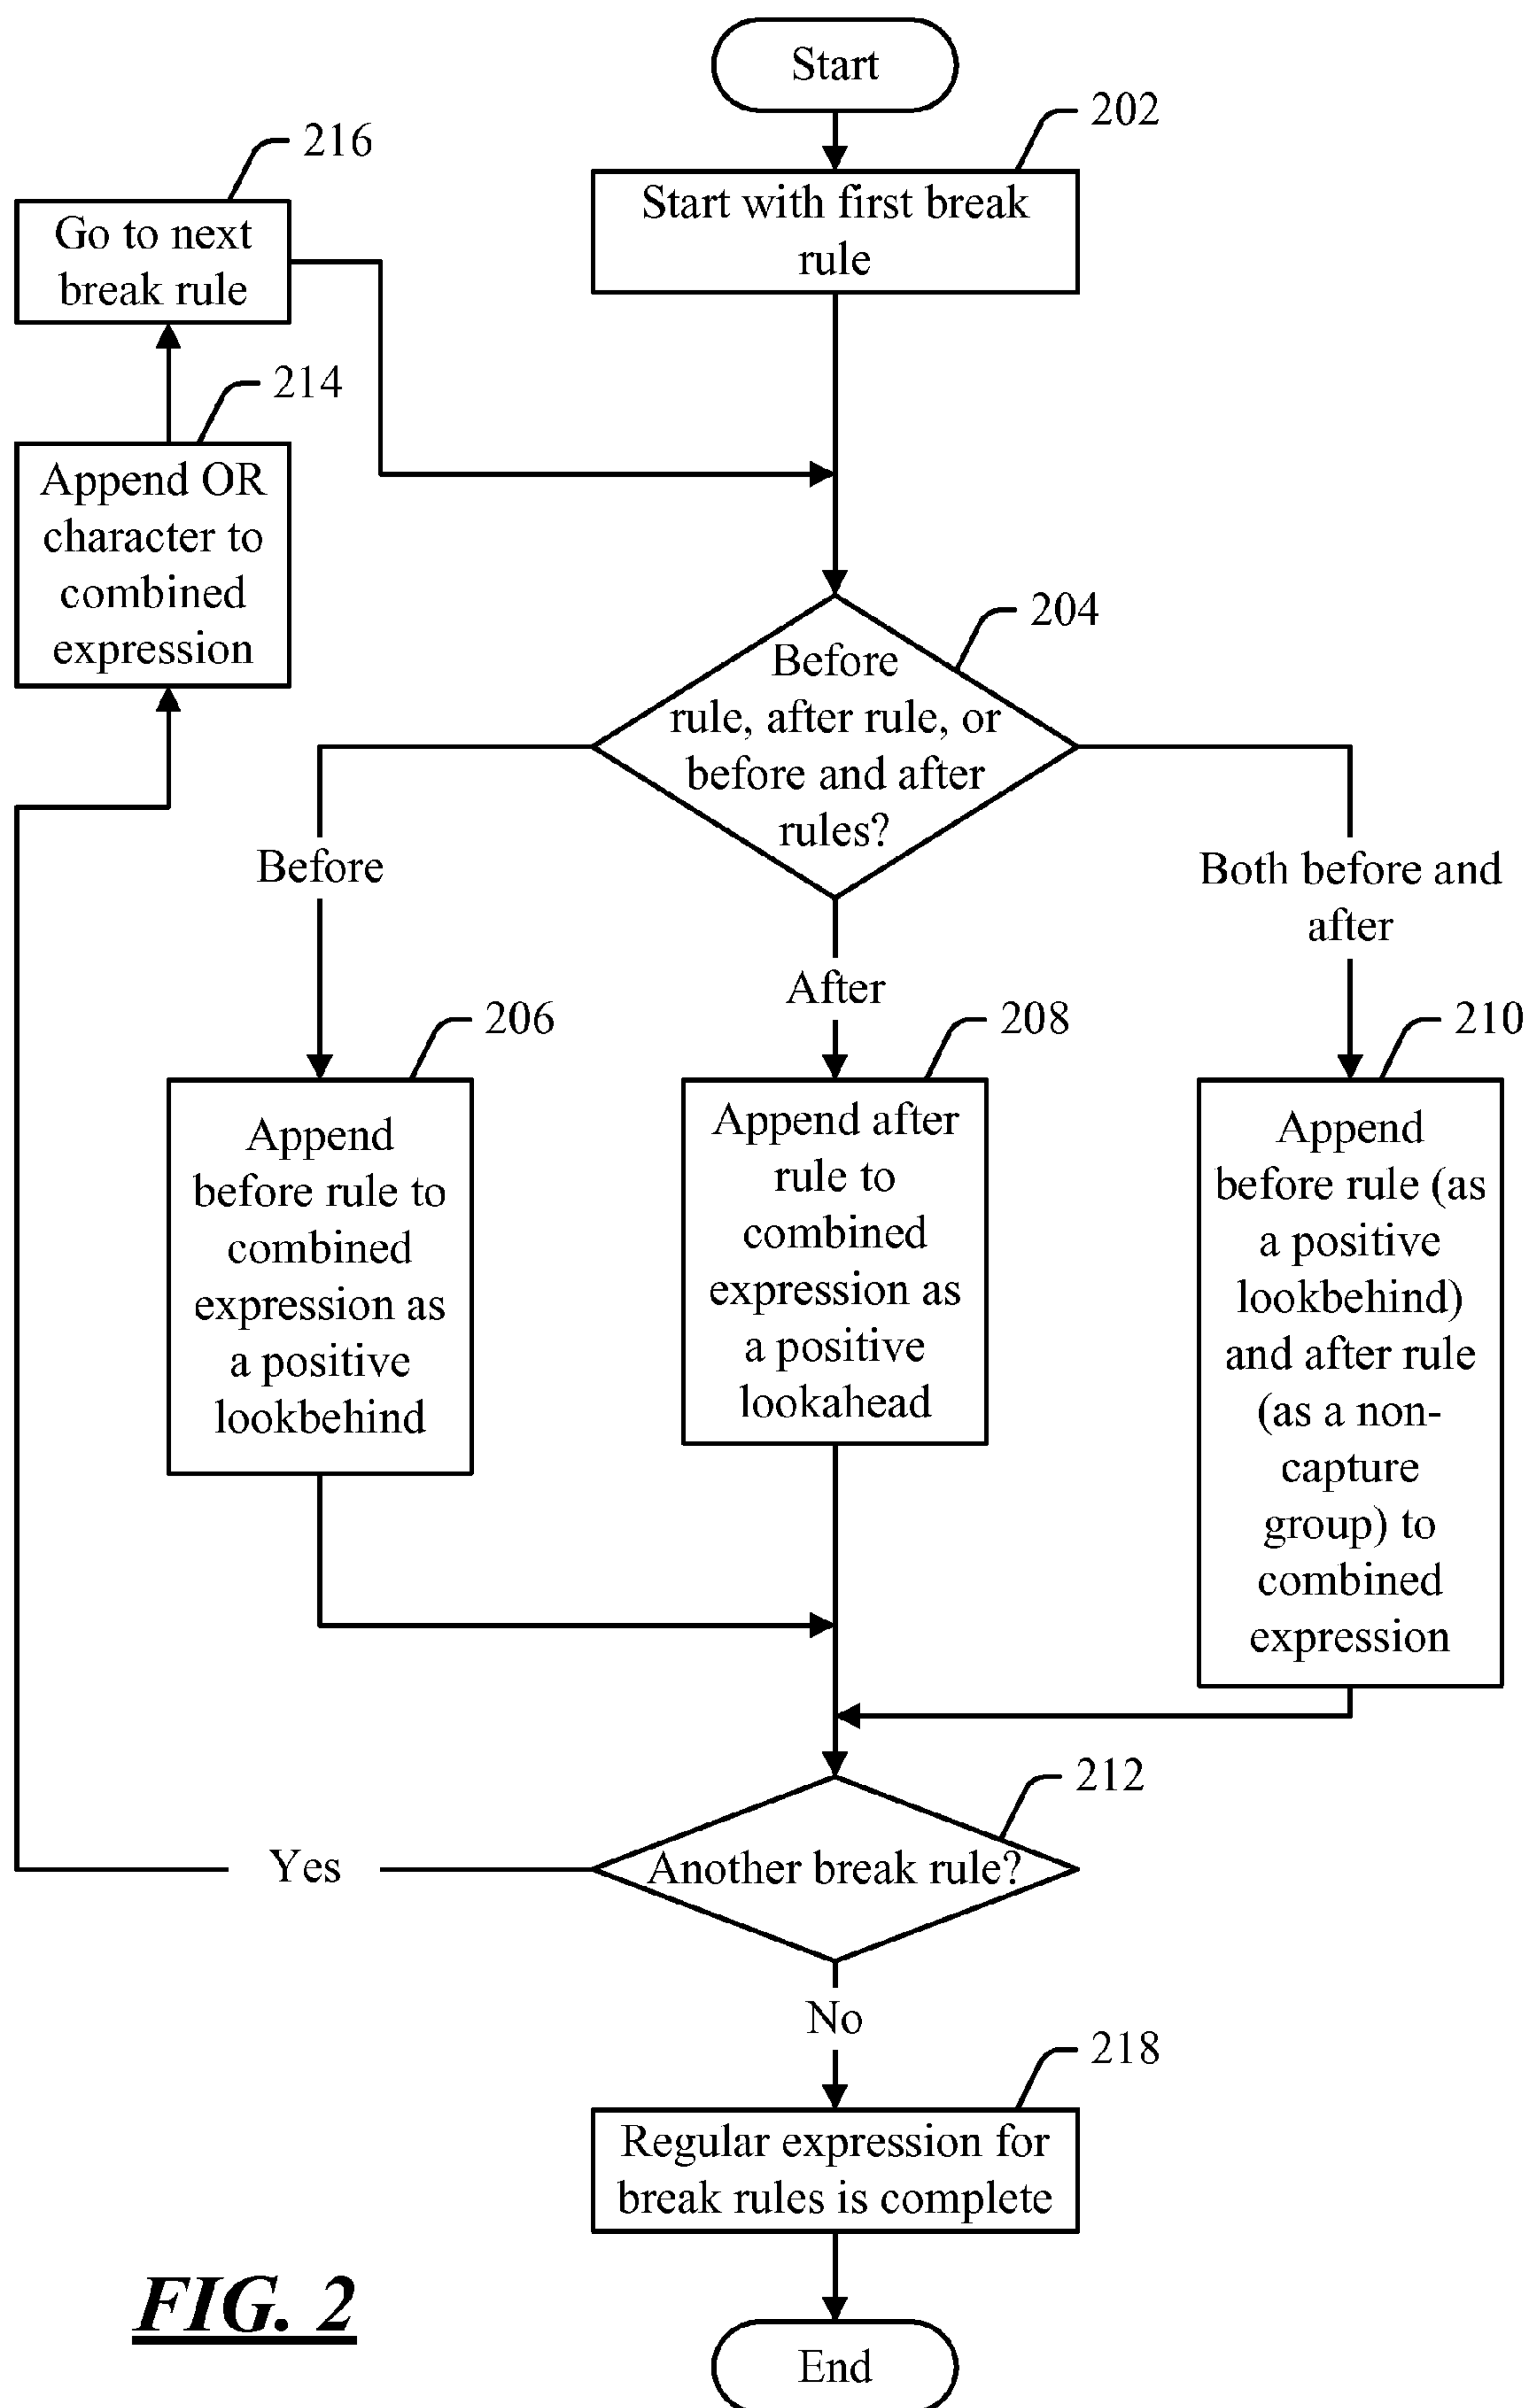 Start
202
Start with first break
rule
216
Go to next
break rule
214
Append OR
character to
combined
expression
204
Before
rule, after rule, or
before and after
rules?
Before
After
Both before and
after
206
Append
before rule to
combined
expression as
a positive
lookbehind
208
Append after
rule to
combined
expression as
a positive
lookahead
210
Append
before rule (as
a positive
lookbehind)
and after rule
(as a non-
capture
group) to
combined
expression
212
Another break rule?
Yes
No
218
Regular expression for
break rules is complete
End
FIG. 2